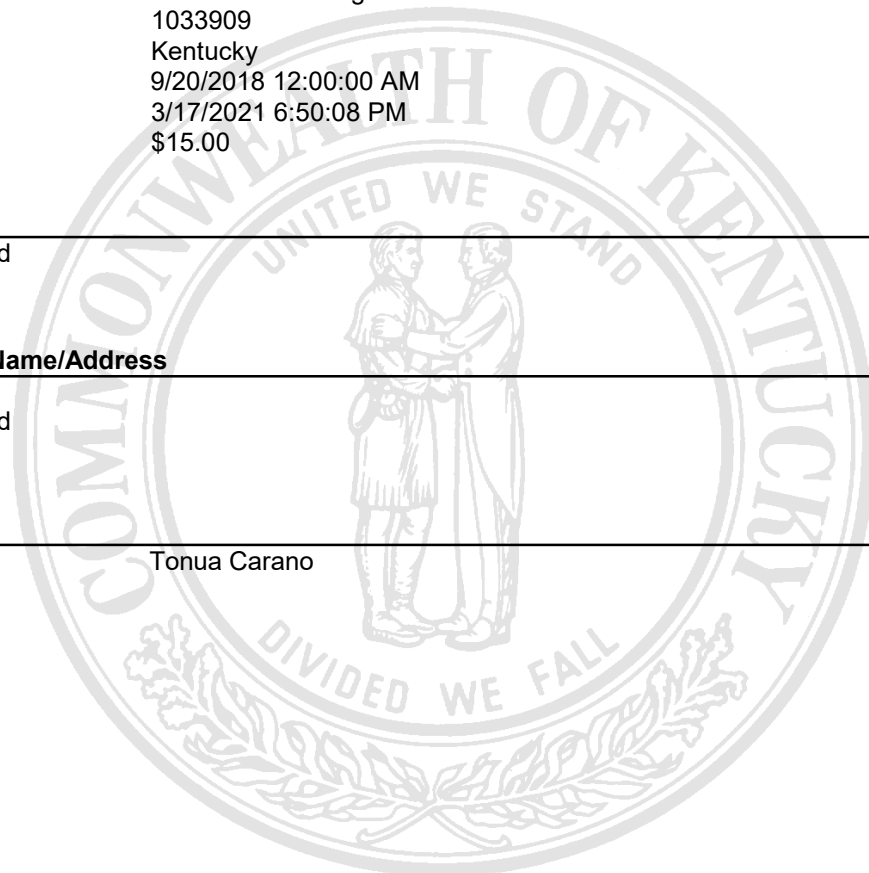 1033909
Kentucky
9/20/2018 12:00:00 AM
3/17/2021 6:50:08 PM
$15.00
Name/Address
Tonua Carano
COMMONWEALTH OF KENTUCKY
UNITED WE STAND
DIVIDED WE FALL